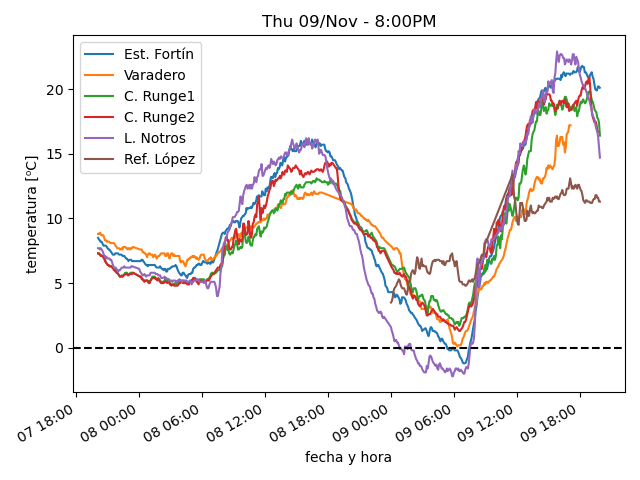 Thu 09/Nov - 8:00PM
Est. Fortín
Varadero
C. Runge1
C. Runge2
L. Notros
Ref. López
temperatura [ºC]
20
15
10
5
0
07 18:00
08 00:00
08 06:00
08 12:00
08 18:00
09 00:00
09 06:00
09 12:00
09 18:00
fecha y hora